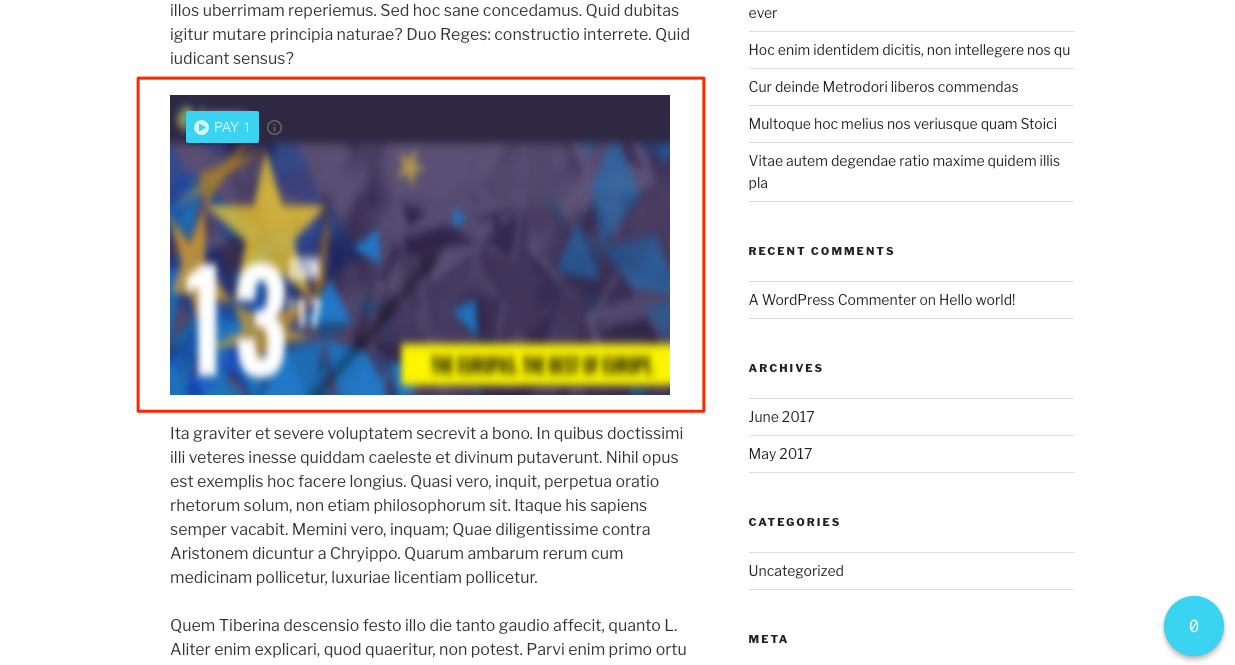 illos uberrimam reperiemus. Sed hoc sane concedamus. Quid dubitas
igitur mutare principia naturae? Duo Reges: constructio interrete. Quid
iudicant sensus?
PAY 1
13
17
THE EUROPAS. THE BEST OF EUROPE.
Ita graviter et severe voluptatem secrevit a bono. In quibus doctissimi
illi veteres inesse quiddam caeleste et divinum putaverunt. Nihil opus
est exemplis hoc facere longius. Quasi vero, inquit, perpetua oratio
rhetorum solum, non etiam philosophorum sit. Itaque his sapiens
semper vacabit. Memini vero, inquam; Quae diligentissime contra
Aristonem dicuntur a Chryippo. Quarum ambarum rerum cum
medicinam pollicetur, luxuriae licentiam pollicetur.
Quem Tiberina descensio festo illo die tanto gaudio affecit, quanto L.
Aliter enim explicari, quod quaeritur, non potest. Parvi enim primo ortu
ever
Hoc enim identidem dicitis, non intellegere nos qu
Cur deinde Metrodori liberos commendas
Multoque hoc melius nos veriusque quam Stoici
Vitae autem degendae ratio maxime quidem illis
pla
RECENT COMMENTS
A WordPress Commenter on Hello world!
ARCHIVES
June 2017
May 2017
CATEGORIES
Uncategorized
META
0